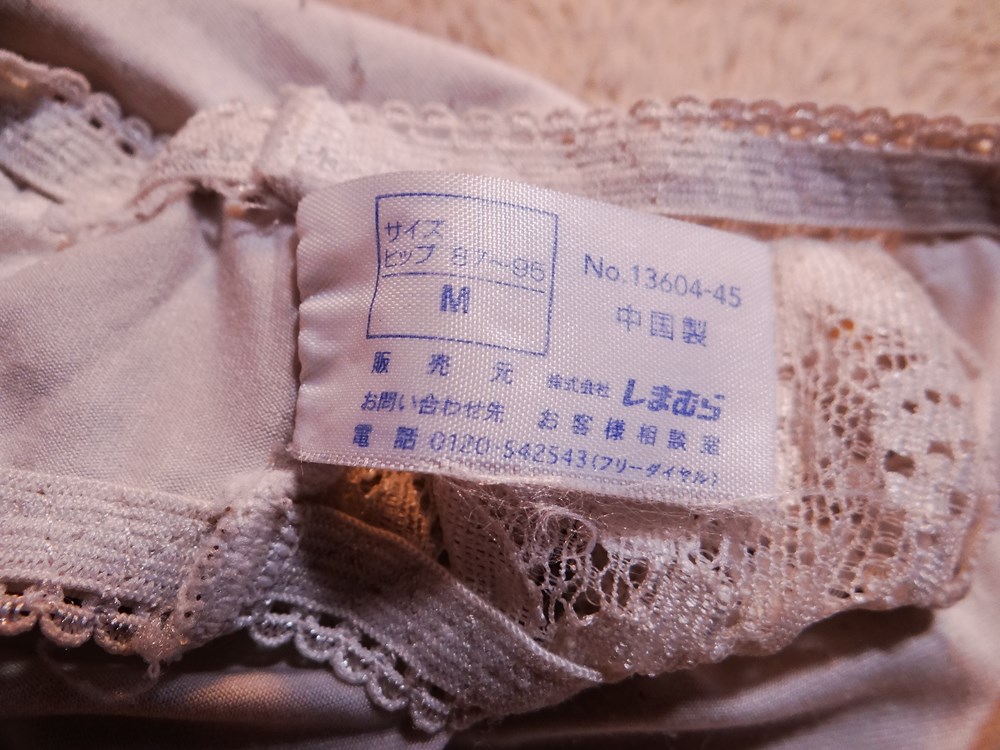 サイズ
ヒップ 87〜95
M
No.13604-45
中国製
販売元 株式会社 しまむら
お問い合わせ先 お客様相談室
電話 0120-542543(フリーダイヤル)